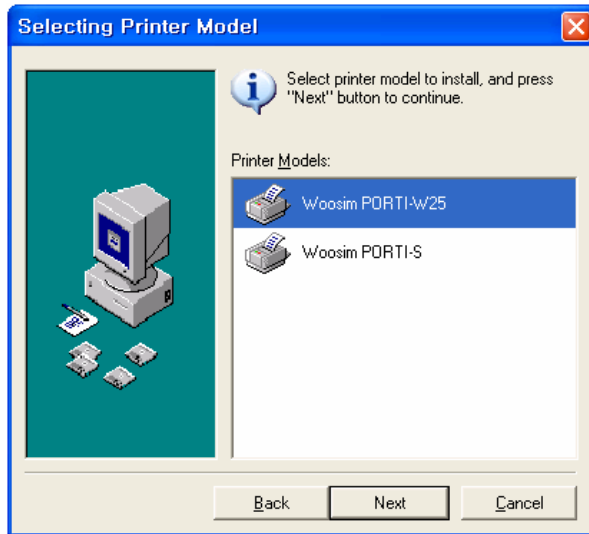 Selecting Printer Model
Select printer model to install, and press
"Next" button to continue.
Printer Models:
Woosim PORTI-W25
Woosim PORTI-S
Back
Next
Cancel